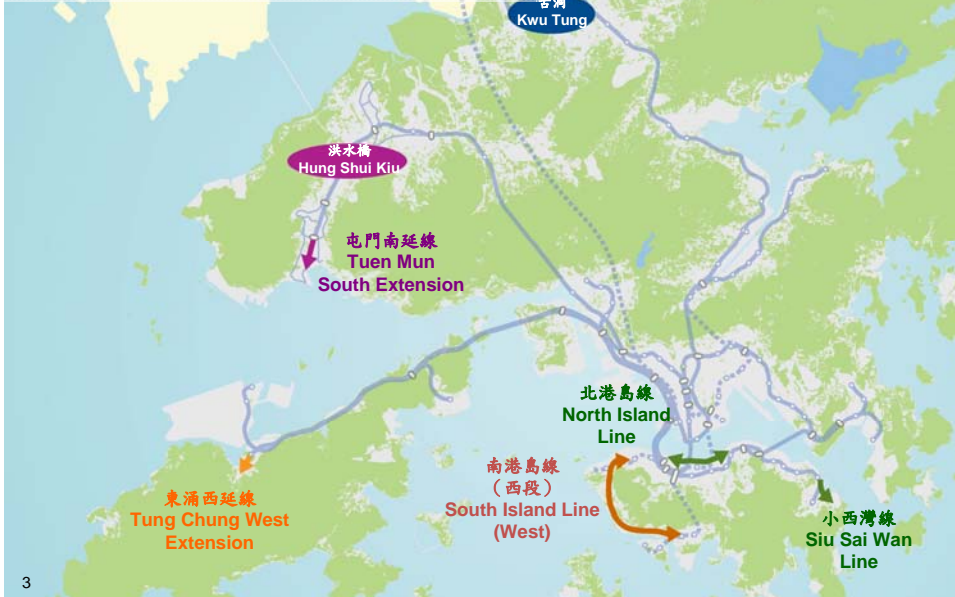 古洞
Kwu Tung
洪水橋
Hung Shui Kiu
屯門南延線
Tuen Mun
South Extension
北港島線
North Island
Line
南港島線
（西段）
South Island Line
(West)
東涌西延線
Tung Chung West
Extension
小西灣線
Siu Sai Wan
Line
3